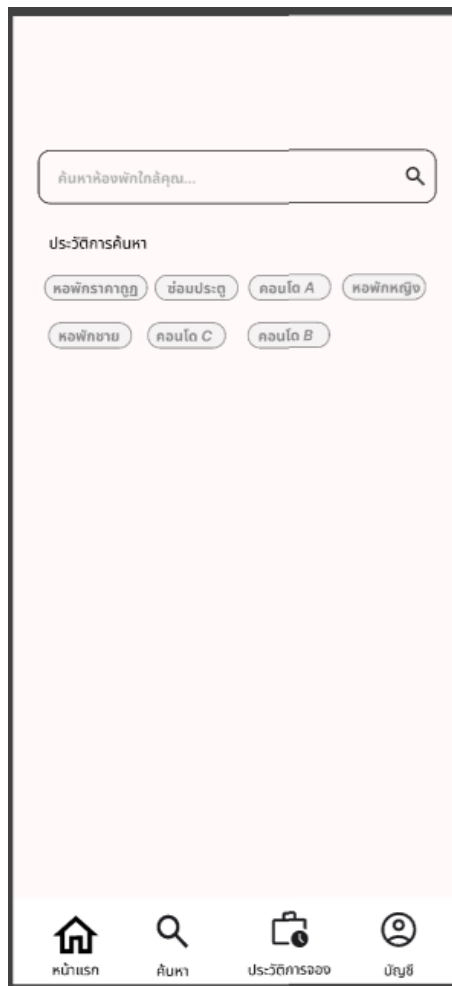 ค้นหาห้องพักใกล้คุณ...
ประวัติการค้นหา
หอพักราคาถูฏ ซ่อมประตู คอนโด A หอพักหญิง
หอพักชาย คอนโด C คอนโด B
หน้าแรก ค้นหา ประวัติการจอง บัญชี